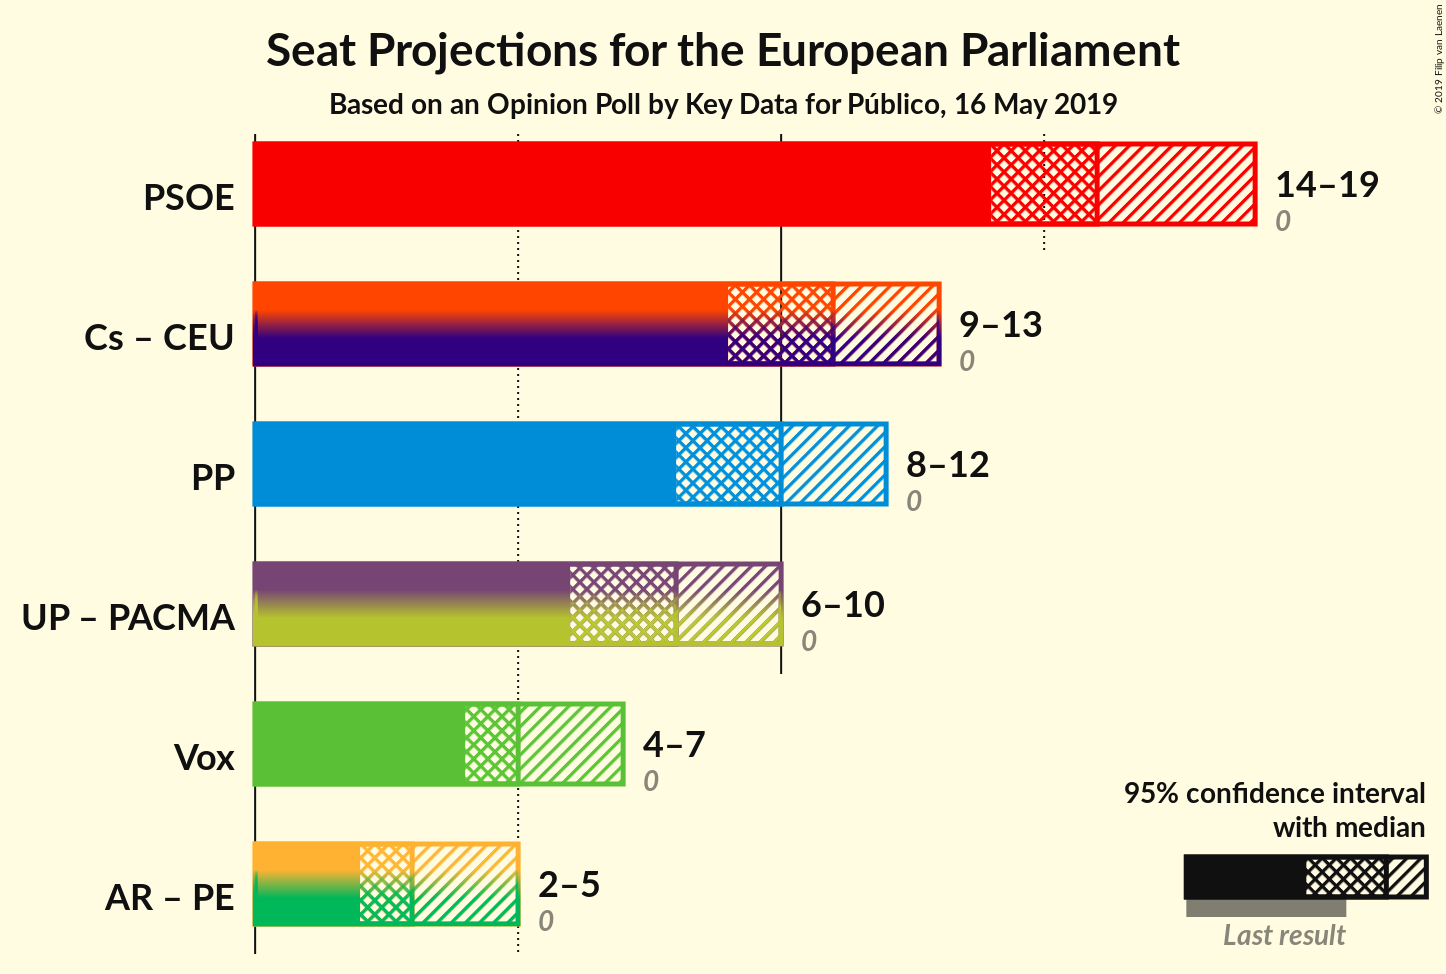 Seat Projections for the European Parliament
Based on an Opinion Poll by Key Data for Público, 16 May 2019
© 2019 Filip van Laenen
PSOE
14–19
0
Cs – CEU
9–13
0
PP
8–12
0
UP – PACMA
6–10
0
Vox
4–7
0
AR – PE
2–5
0
95% confidence interval
with median
Last result